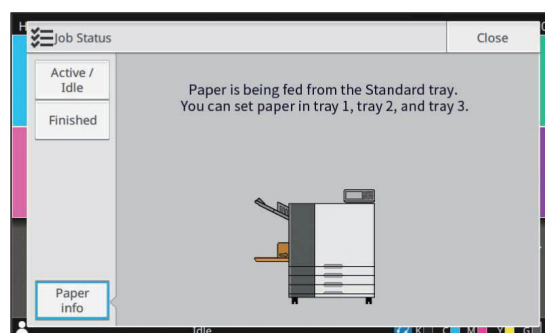 Job Status
Close
Active /
Idle
Finished
Paper is being fed from the Standard tray.
You can set paper in tray 1, tray 2, and tray 3.
Paper
info
Idle
K C M Y G